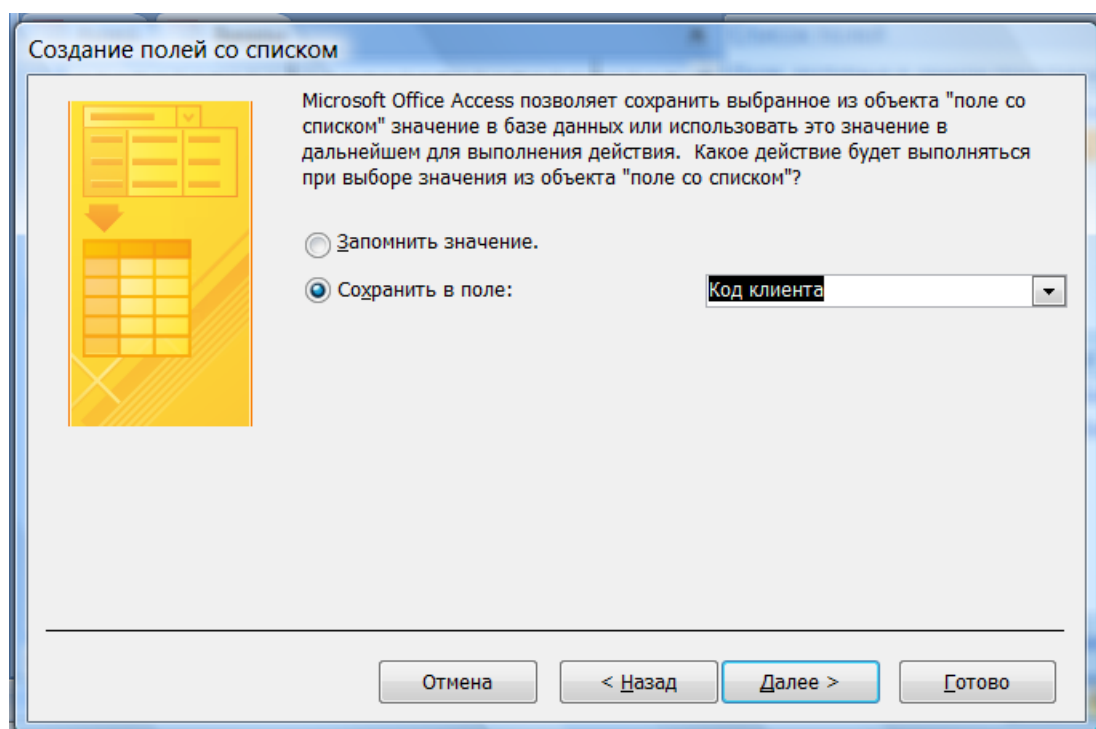 Создание полей со списком
Microsoft Office Access позволяет сохранить выбранное из объекта "поле со
списком" значение в базе данных или использовать это значение в
дальнейшем для выполнения действия. Какое действие будет выполняться
при выборе значения из объекта "поле со списком"?
Запомнить значение.
Сохранить в поле: Код клиента
Отмена < Назад Далее > Готово